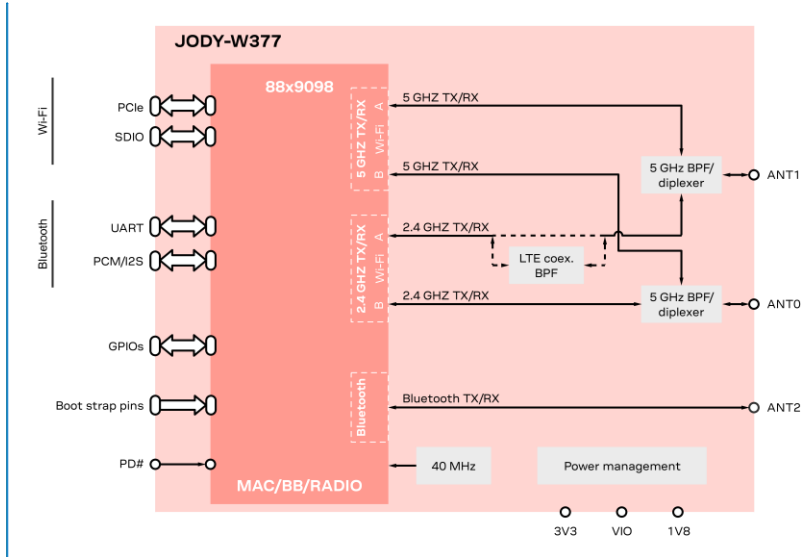 JODY-W377
88x9098
Wi-Fi
PCIe
SDIO
Bluetooth
UART
PCM/I2S
GPIOs
Boot strap pins
PD#
5 GHZ TX/RX
Wi-Fi
A
B
2.4 GHZ TX/RX
Wi-Fi
A
B
Bluetooth
MAC/BB/RADIO
5 GHZ TX/RX
5 GHZ TX/RX
2.4 GHZ TX/RX
LTE coex.
BPF
2.4 GHZ TX/RX
Bluetooth TX/RX
5 GHz BPF/
diplexer
ANT1
5 GHz BPF/
diplexer
ANT0
ANT2
40 MHz
Power management
3V3
VIO
1V8